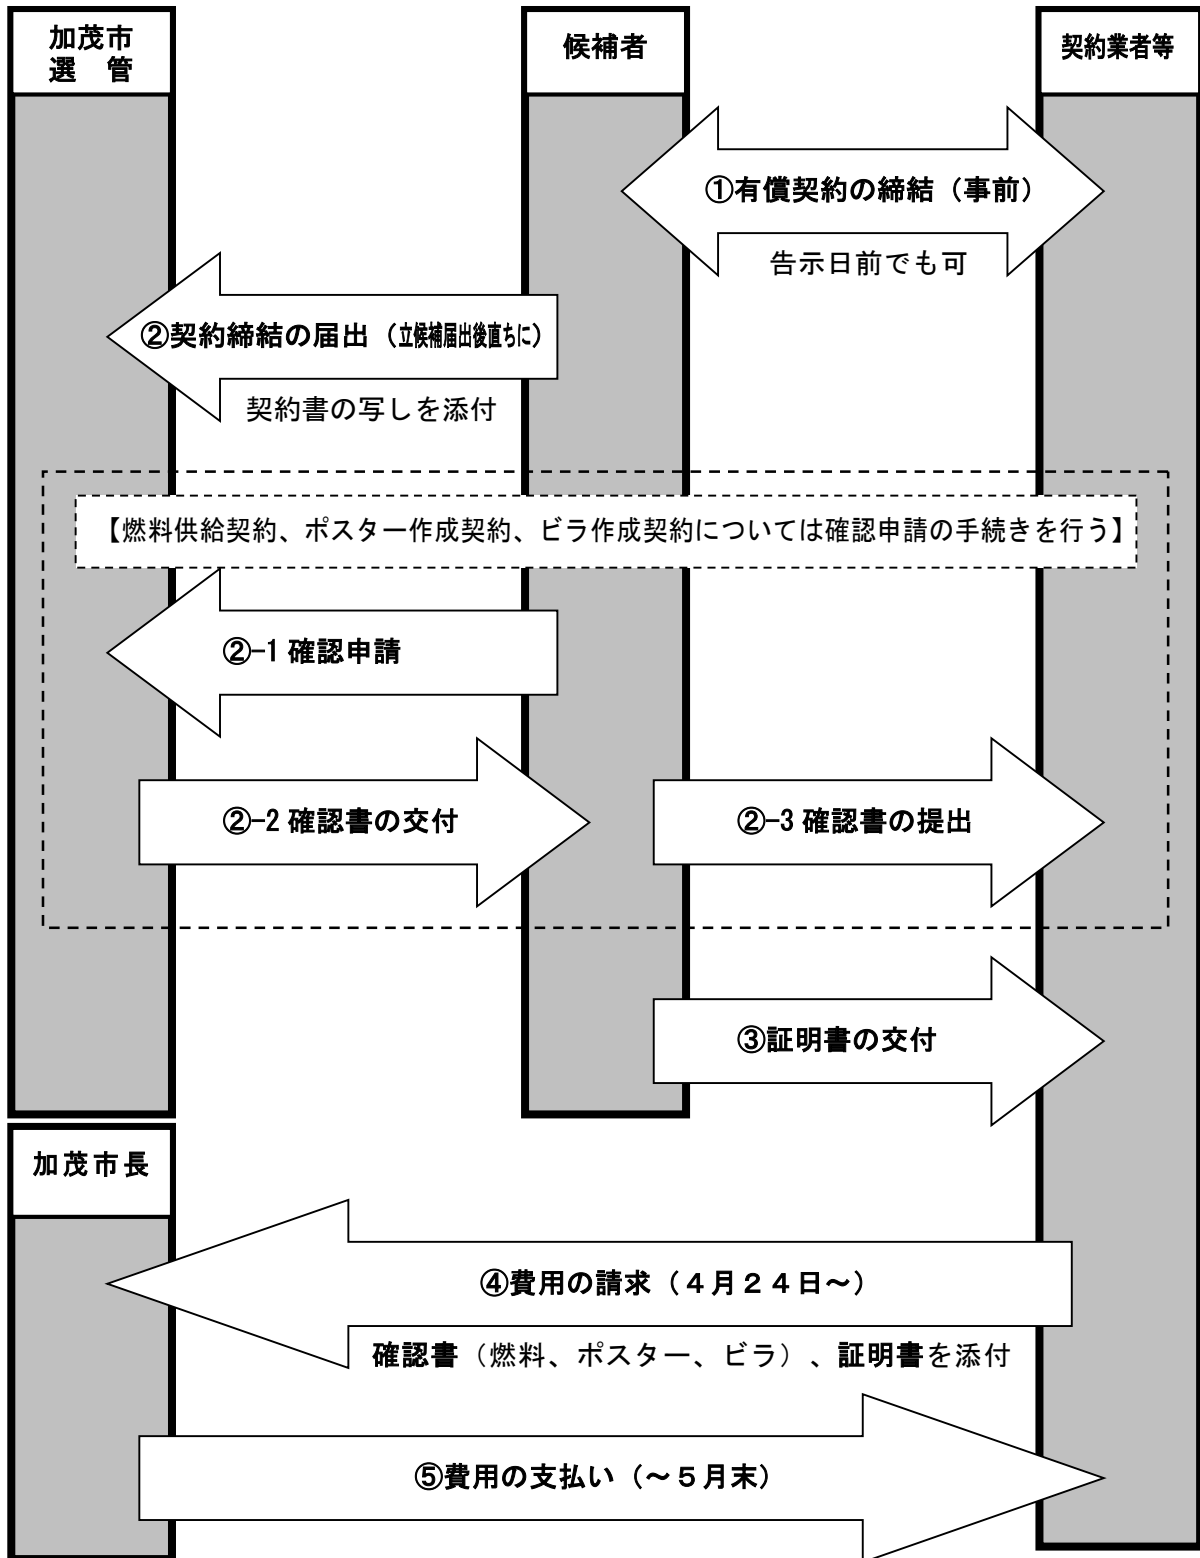 加茂市
選　管
候補者
契約業者等
①有償契約の締結（事前）
告示日前でも可
②契約締結の届出（立候補届出後直ちに）
契約書の写しを添付
【燃料供給契約、ポスター作成契約、ビラ作成契約については確認申請の手続きを行う】
②-1 確認申請
②-2 確認書の交付
②-3 確認書の提出
③証明書の交付
加茂市長
④費用の請求（４月２４日～）
確認書（燃料、ポスター、ビラ）、証明書を添付
⑤費用の支払い（～５月末）